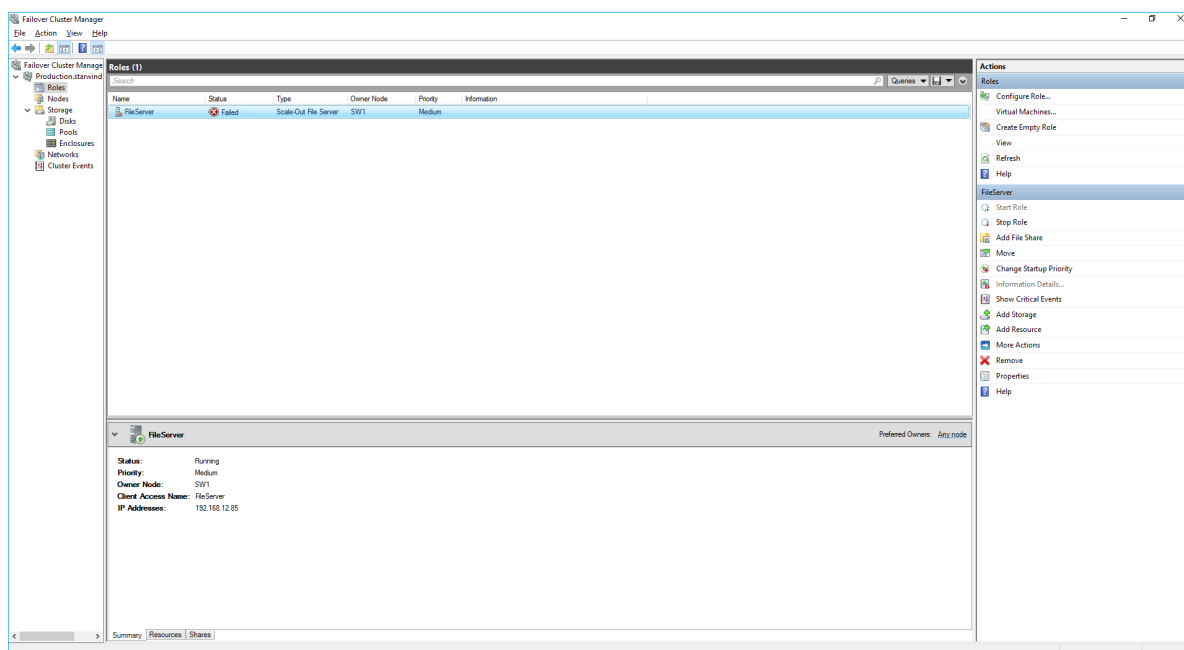 Failover Cluster Manager
File Action View Help
Failover Cluster Manage
Production.starwind
Roles
Nodes
Storage
Disks
Pools
Enclosures
Networks
Cluster Events
Roles (1)
Search
Queries
Name Status Type Owner Node Priority Information
FileServer Failed Scale-Out File Server SW1 Medium
FileServer
Preferred Owners: Any node
Status: Running
Priority: Medium
Owner Node: SW1
Client Access Name: FileServer
IP Addresses: 192.168.12.85
Summary Resources Shares
Actions
Roles
Configure Role...
Virtual Machines...
Create Empty Role
View
Refresh
Help
FileServer
Start Role
Stop Role
Add File Share
Move
Change Startup Priority
Information Details...
Show Critical Events
Add Storage
Add Resource
More Actions
Remove
Properties
Help